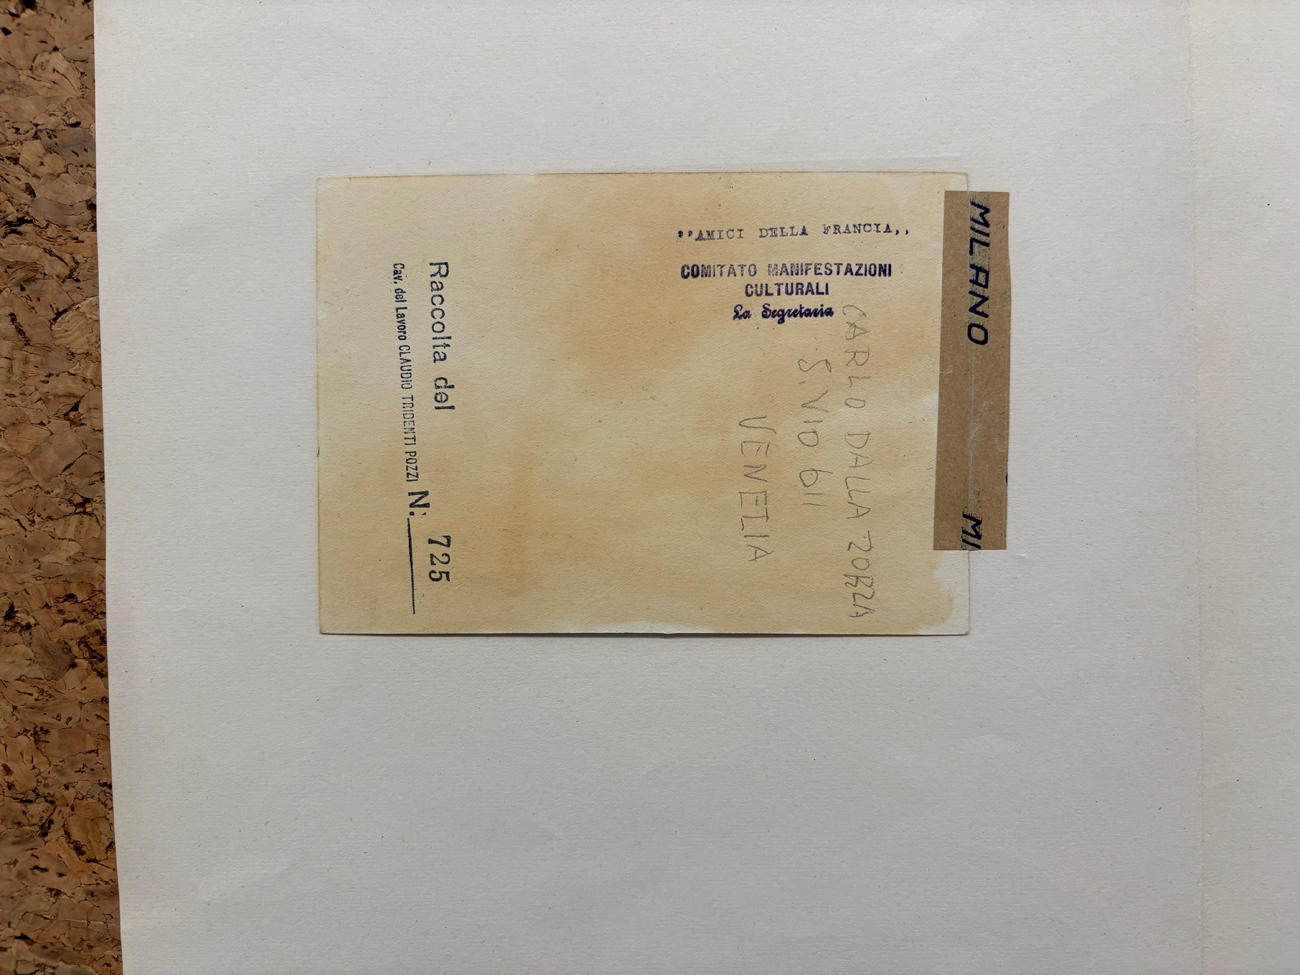 ''AMICI DELLA FRANCIA,,
COMITATO MANIFESTAZIONI
CULTURALI
La Segretaria
CARLO DALLA ZORZA
S. VIO 611
VENEZIA
Raccolta del
Cav. del Lavoro CLAUDIO TRIDENTI POZZI
N: 725
MILANO
MI